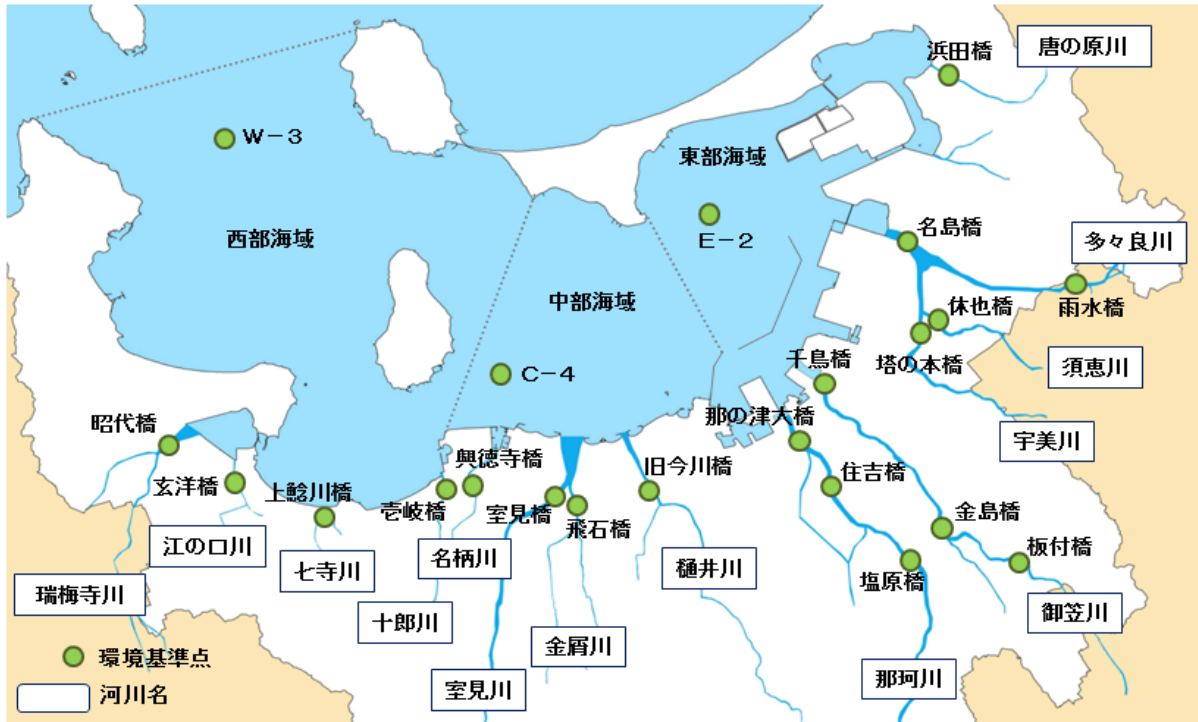 浜田橋
唐の原川
W－3
東部海域
E－2
西部海域
名島橋
多々良川
中部海域
休也橋
雨水橋
塔の本橋
須恵川
千鳥橋
C－4
那の津大橋
宇美川
昭代橋
興徳寺橋
旧今川橋
住吉橋
玄洋橋
上鯰川橋
壱岐橋
室見橋
飛石橋
金島橋
板付橋
江の口川
七寺川
名柄川
樋井川
塩原橋
瑞梅寺川
十郎川
金屑川
御笠川
環境基準点
河川名
室見川
那珂川